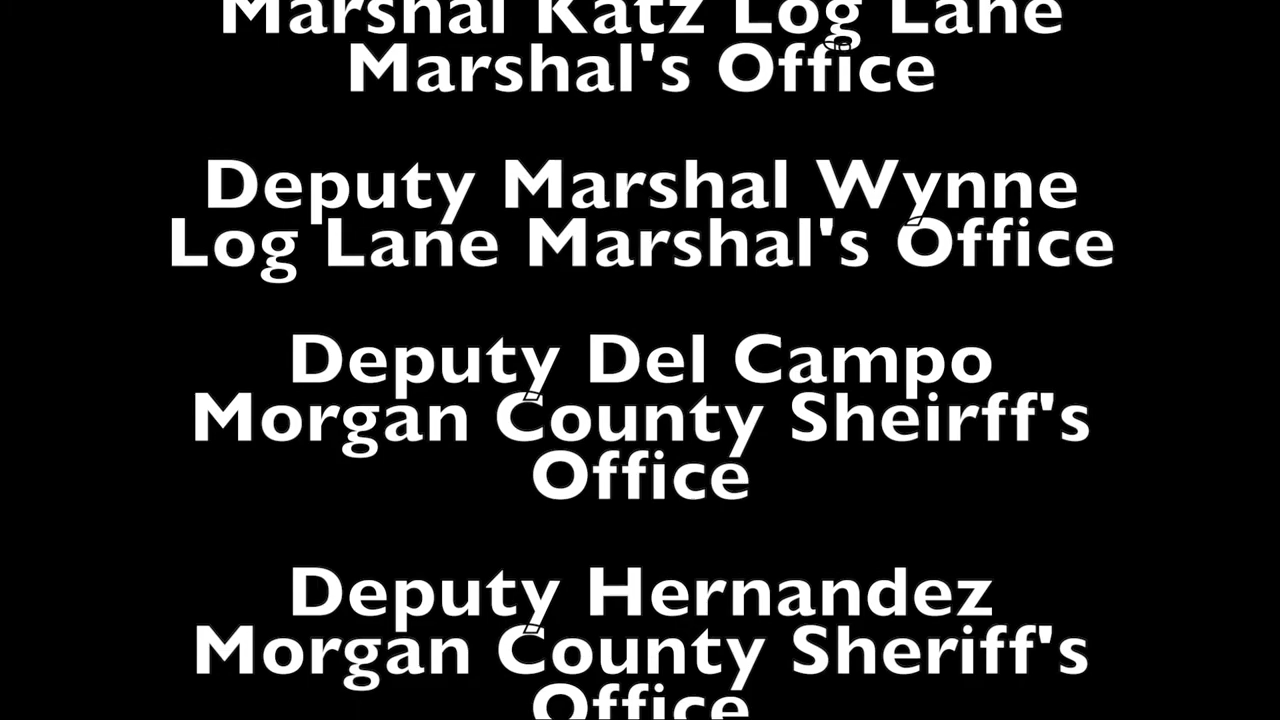 Marshal Katz Log Lane
Marshal's Office
Deputy Marshal Wynne
Log Lane Marshal's Office
Deputy Del Campo
Morgan County Sheirff's
Office
Deputy Hernandez
Morgan County Sheriff's
Office